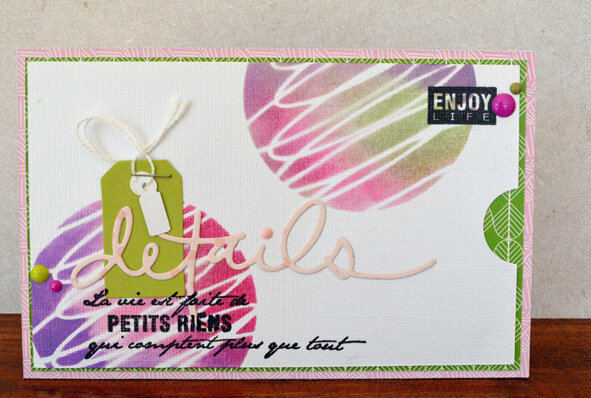 ENJOY
LIFE
details
La vie est faite de
PETITS RIENS
qui comptent plus que tout